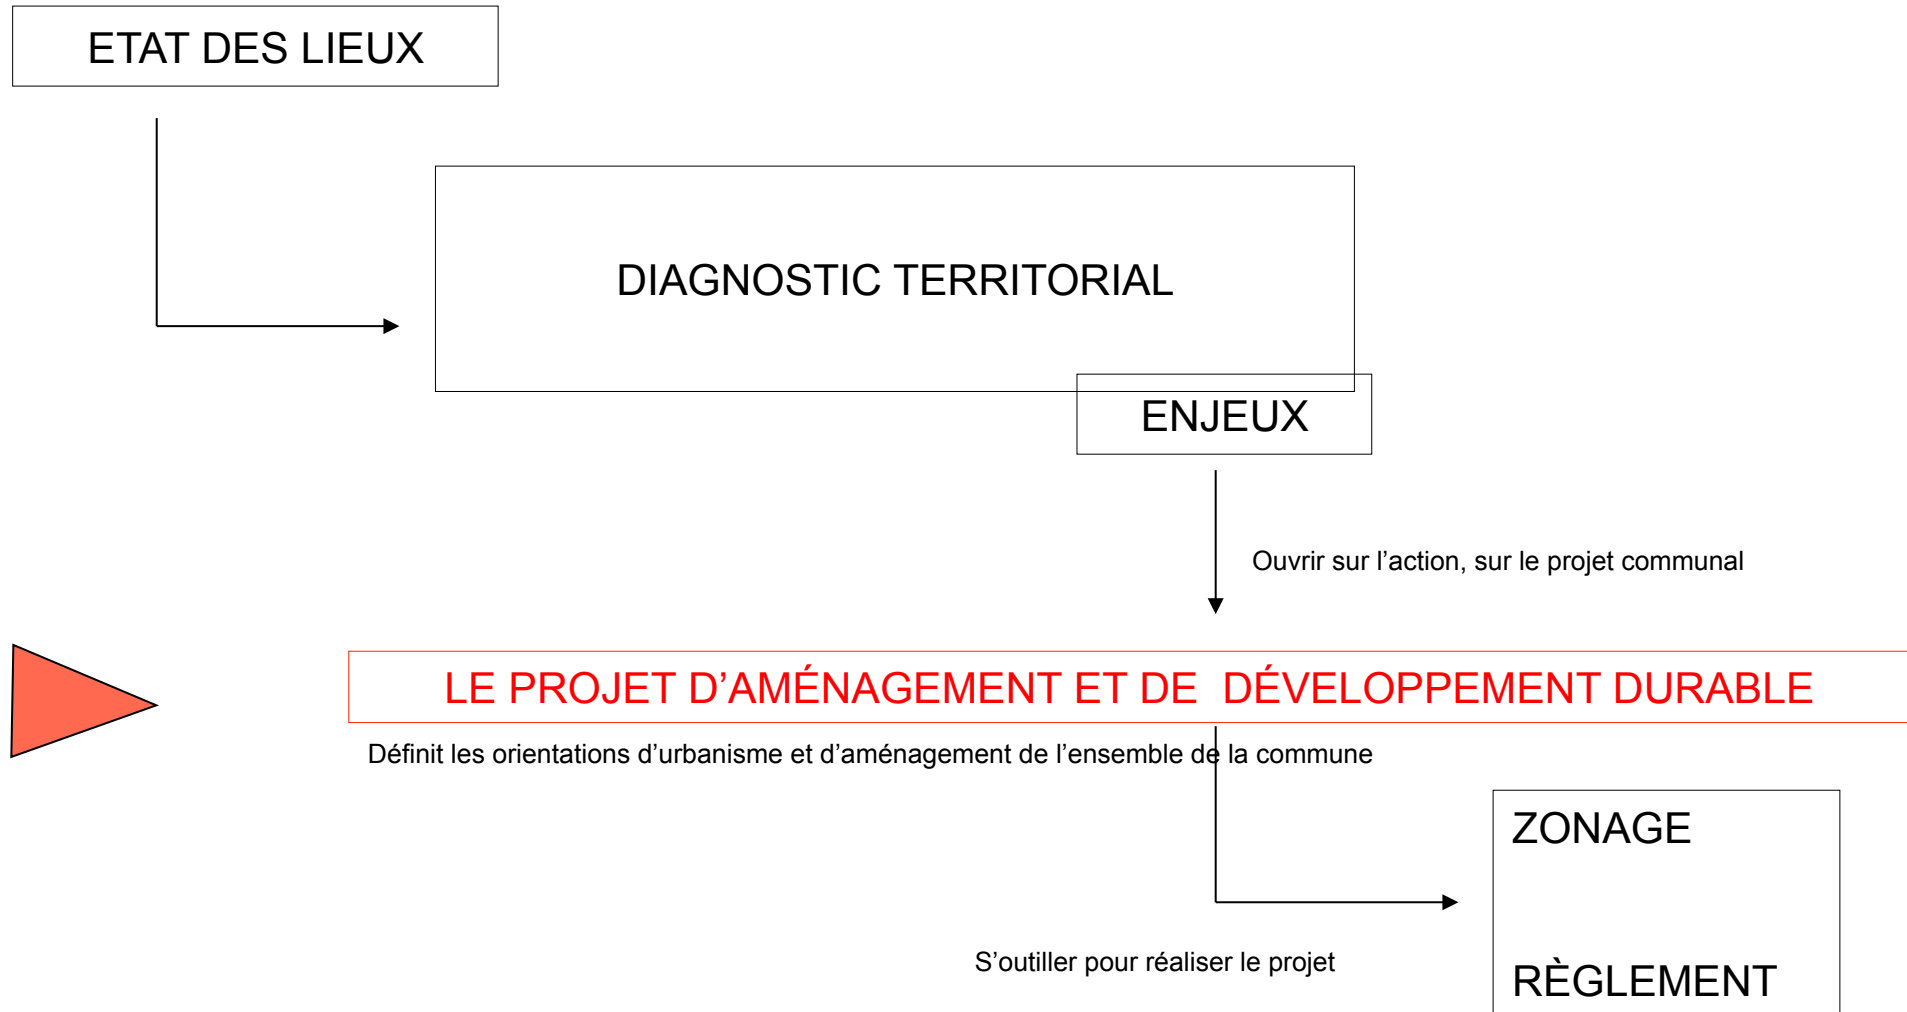 ETAT DES LIEUX
DIAGNOSTIC TERRITORIAL
ENJEUX
Ouvrir sur l’action, sur le projet communal
LE PROJET D’AMÉNAGEMENT ET DE DÉVELOPPEMENT DURABLE
Définit les orientations d’urbanisme et d’aménagement de l’ensemble de la commune
ZONAGE
S’outiller pour réaliser le projet
RÈGLEMENT